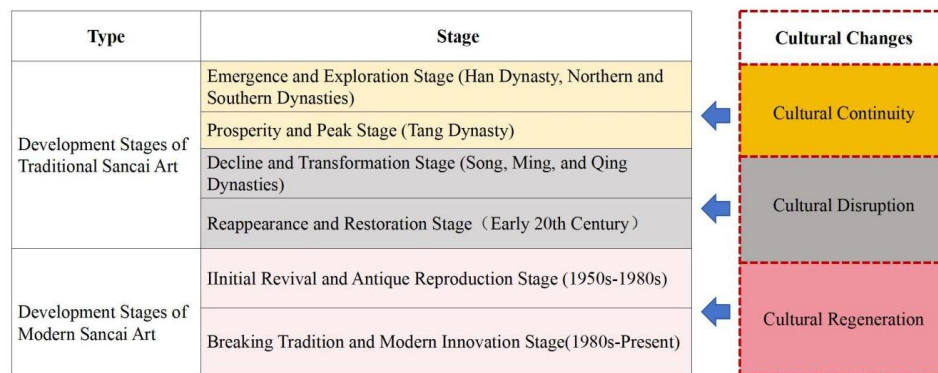 Type
Stage
Cultural Changes
Development Stages of
Traditional Sancai Art
Emergence and Exploration Stage (Han Dynasty, Northern and
Southern Dynasties)
Prosperity and Peak Stage (Tang Dynasty)
Cultural Continuity
Decline and Transformation Stage (Song, Ming, and Qing
Dynasties)
Reappearance and Restoration Stage（Early 20th Century）
Cultural Disruption
Development Stages of
Modern Sancai Art
IInitial Revival and Antique Reproduction Stage (1950s-1980s)
Breaking Tradition and Modern Innovation Stage(1980s-Present)
Cultural Regeneration